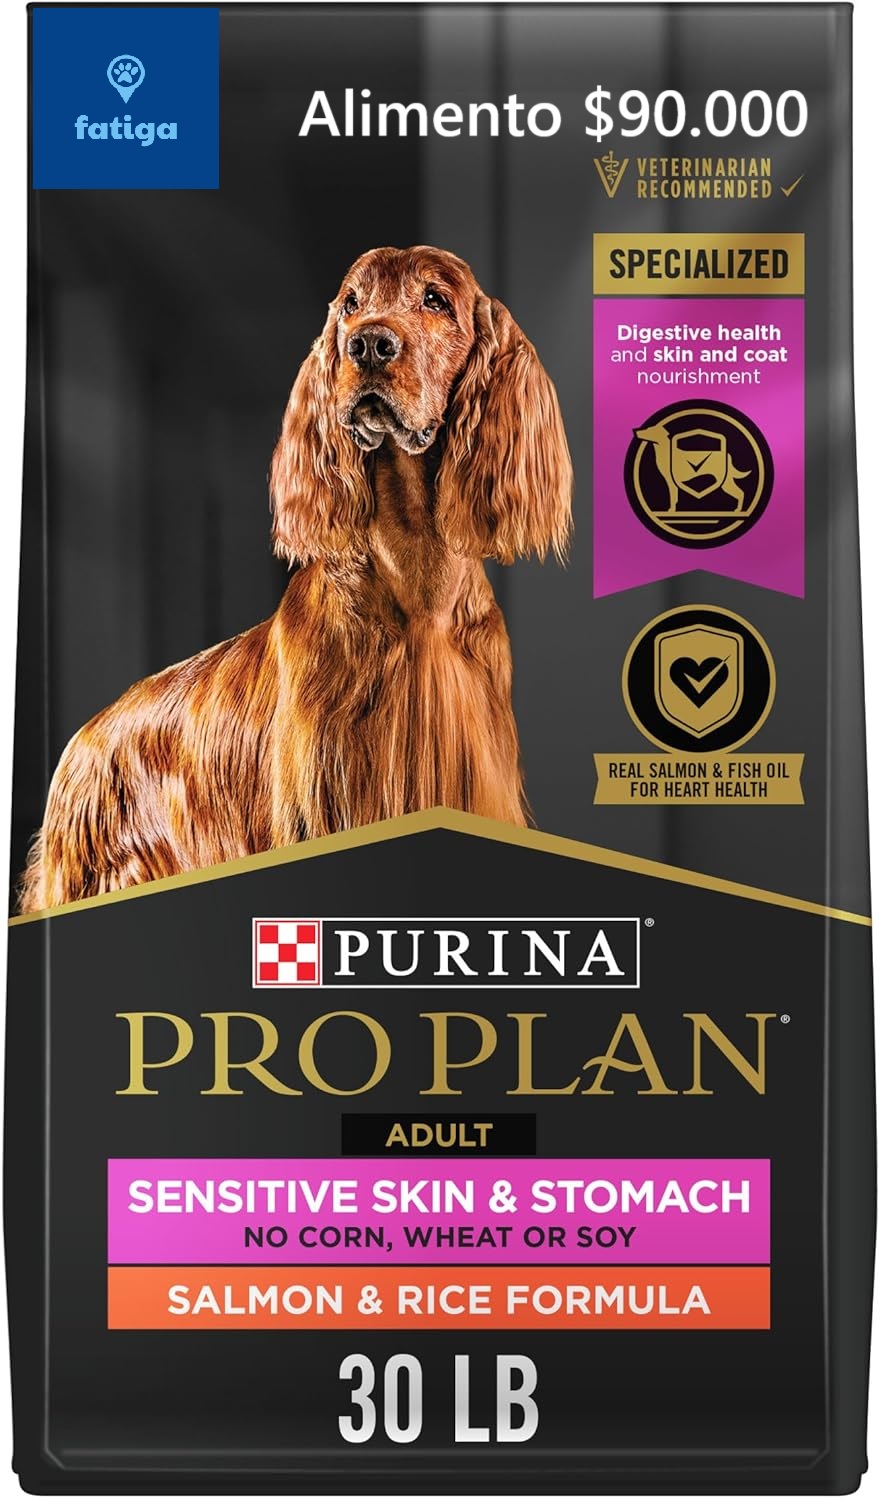 fatiga
Alimento $90.000
VETERINARIAN
RECOMMENDED
SPECIALIZED
Digestive health
and skin and coat
nourishment
REAL SALMON & FISH OIL
FOR HEART HEALTH
PURINA®
PRO PLAN®
ADULT
SENSITIVE SKIN & STOMACH
NO CORN, WHEAT OR SOY
SALMON & RICE FORMULA
30 LB